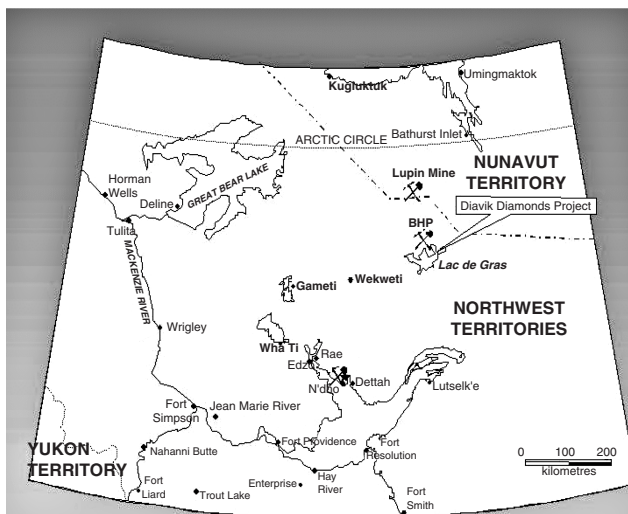 Kugluktuk
Umingmaktok
Bathurst Inlet
ARCTIC CIRCLE
NUNAVUT
TERRITORY
Lupin Mine
Horman
Wells
Deline
GREAT BEAR LAKE
Diavik Diamonds Project
BHP
Tulita
MACKENZIE RIVER
Lac de Gras
Gameti
Wekweti
NORTHWEST
TERRITORIES
Wrigley
Wha Ti
Rae
Edzo
N'dilo
Dettah
Lutselk'e
Fort
Simpson
Jean Marie River
YUKON
TERRITORY
Nahanni Butte
Fort Providence
Fort
Resolution
0 100 200
kilometres
Fort
Liard
Trout Lake
Enterprise
Hay
River
Fort
Smith